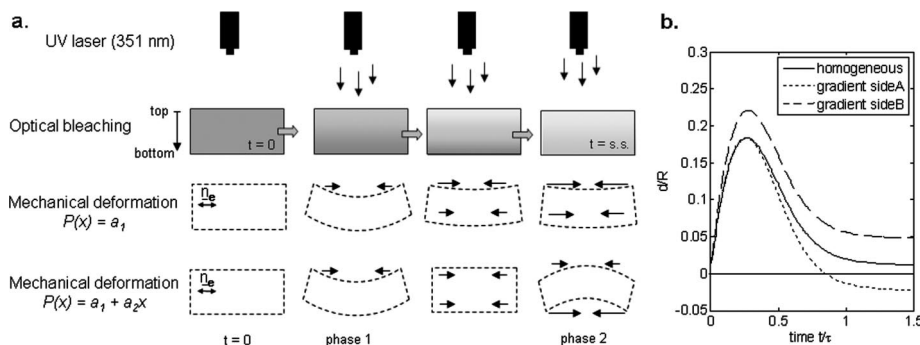 a.
UV laser (351 nm)
Optical bleaching
top
bottom
t = 0
t = s.s.
Mechanical deformation
P(x) = a₁
n_e
Mechanical deformation
P(x) = a₁ + a₂x
n_e
t = 0
phase 1
phase 2
b.
0.3
0.25
0.2
0.15
0.1
0.05
0
-0.05
d/R
homogeneous
gradient sideA
gradient sideB
0
0.5
1
1.5
time t/τ